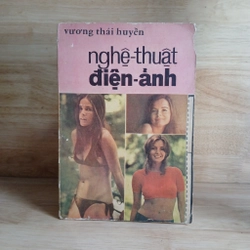 vương thái huyền
nghệ-thuật
điện-ảnh